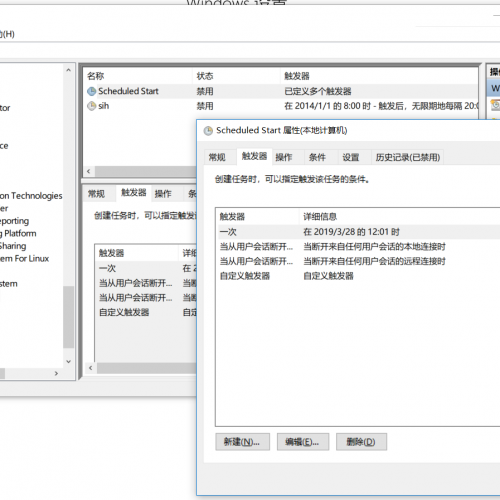 Windows 设置
(H)
名称 状态 触发器
Scheduled Start 禁用 已定义多个触发器
sih 禁用 在 2014/1/1 的 8:00 时 - 触发后，无限期地每隔 20:0
操作
W
tor
ce
on Technologies
er
eporting
g Platform
Sharing
tem For Linux
stem
常规 触发器 操作 条
创建任务时，可以指定触发
触发器 详细
一次 在 2
当从用户会话断开... 当断
当从用户会话断开... 当断
自定义触发器 自定
Scheduled Start 属性(本地计算机)
常规 触发器 操作 条件 设置 历史记录(已禁用)
创建任务时，可以指定触发该任务的条件。
触发器 详细信息
一次 在 2019/3/28 的 12:01 时
当从用户会话断开... 当断开来自任何用户会话的本地连接时
当从用户会话断开... 当断开来自任何用户会话的远程连接时
自定义触发器 自定义触发器
新建(N)... 编辑(E)... 删除(D)